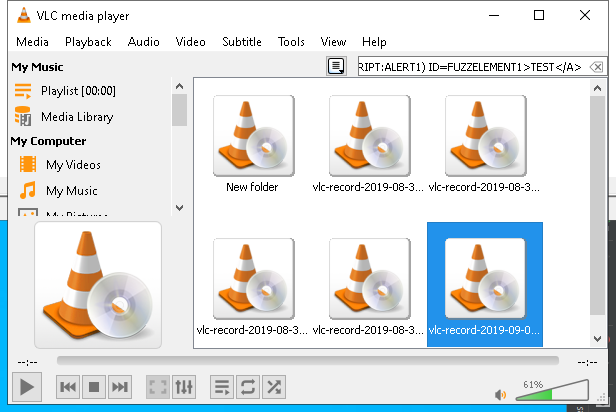 VLC media player
Media Playback Audio Video Subtitle Tools View Help
My Music
RIPT:ALERT1) ID=FUZZELEMENT1>TEST</A>
Playlist [00:00]
Media Library
My Computer
My Videos
My Music
My Pictures
New folder
vlc-record-2019-08-3...
vlc-record-2019-08-3...
vlc-record-2019-08-3...
vlc-record-2019-08-3...
vlc-record-2019-09-0...
--:--
--:--
61%